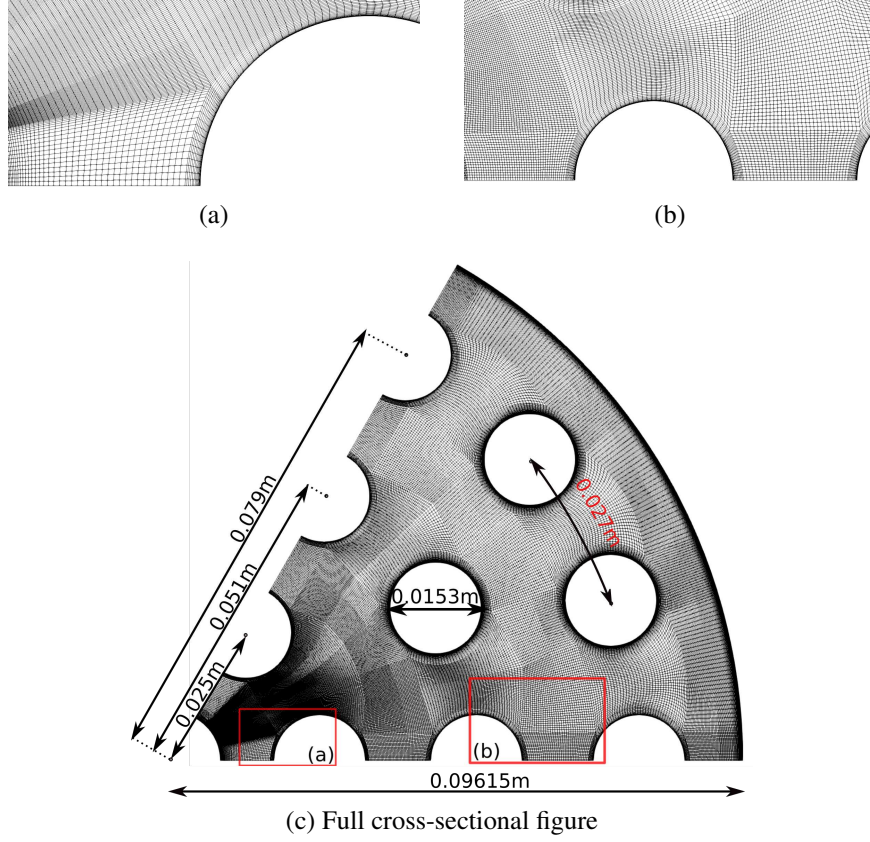 (a)
(b)
0.079m
0.051m
0.025m
0.027m
0.0153m
(a)
(b)
0.09615m
(c) Full cross-sectional figure